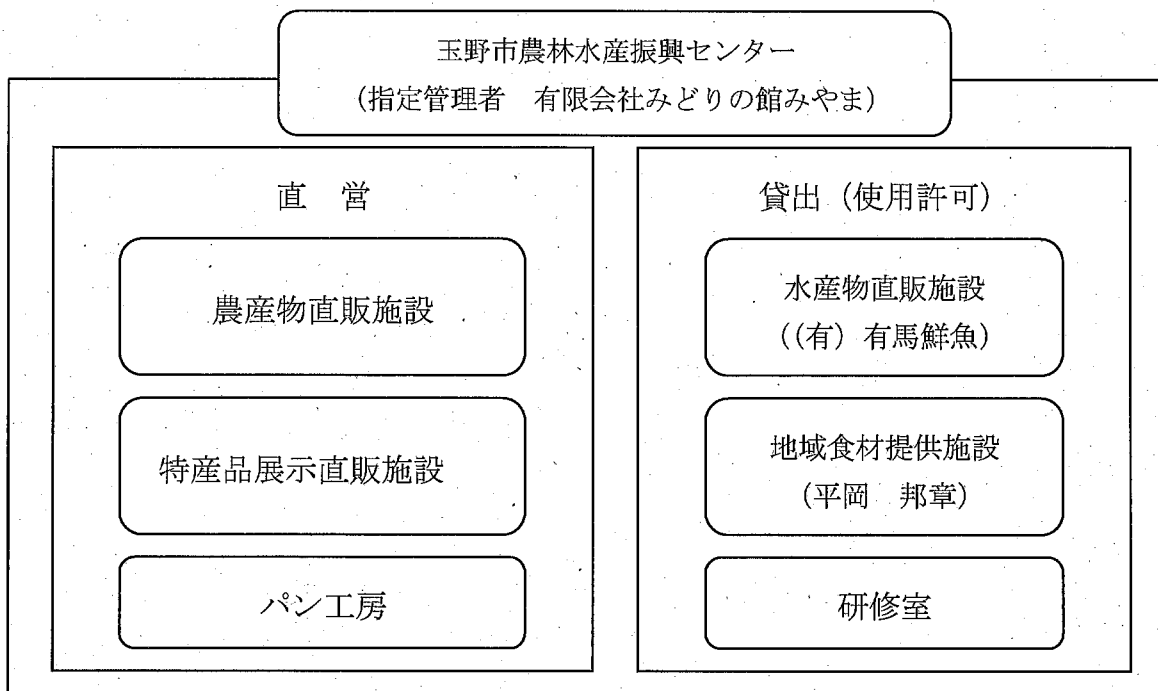 玉野市農林水産振興センター
(指定管理者　有限会社みどりの館みやま)
直　営
農産物直販施設
特産品展示直販施設
パン工房
貸出（使用許可）
水産物直販施設
((有）有馬鮮魚）
地域食材提供施設
(平岡　邦章）
研修室